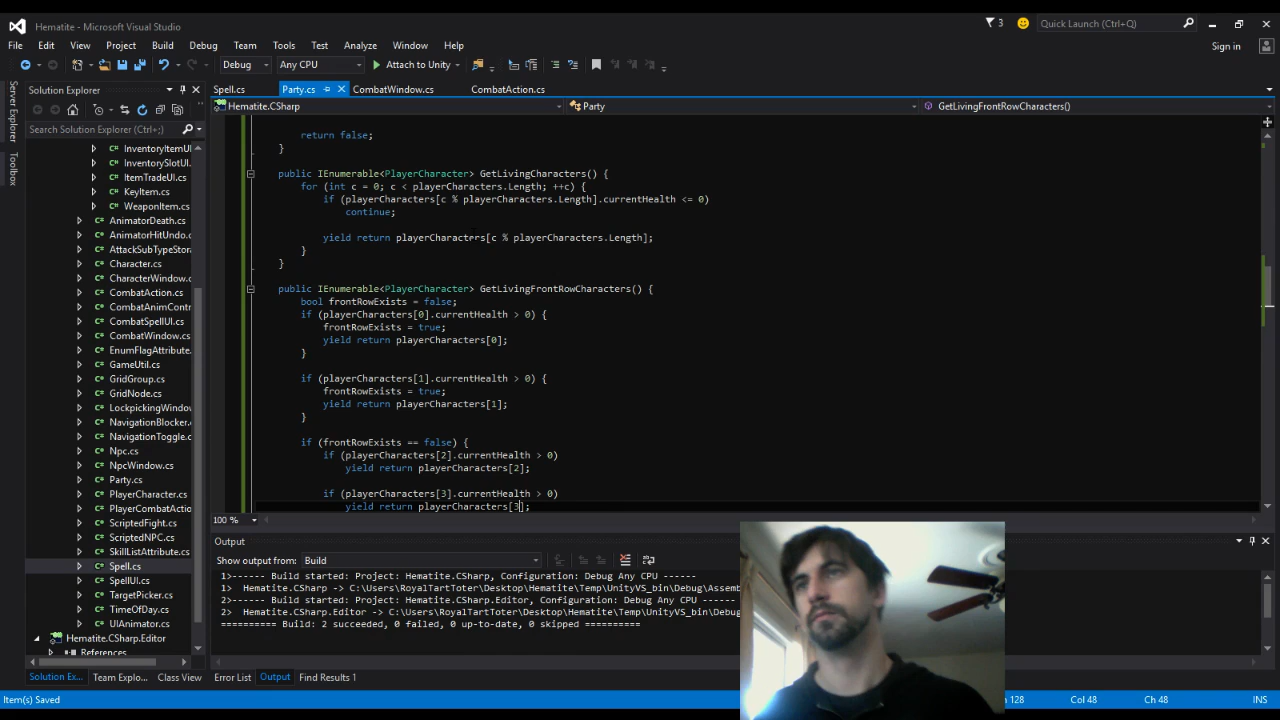 Hematite - Microsoft Visual Studio
3
Quick Launch (Ctrl+Q)
File Edit View Project Build Debug Team Tools Test Analyze Window Help
Sign in
Debug
Any CPU
Attach to Unity
Server Explorer
Toolbox
Solution Explorer
Search Solution Explorer (Ctrl+;)
InventoryItemUI
InventorySlotUI.
ItemTradeUI.cs
KeyItem.cs
WeaponItem.cs
AnimatorDeath.cs
AnimatorHitUndo.cs
AttackSubTypeStora
Character.cs
CharacterWindow.cs
CombatAction.cs
CombatAnimContr
CombatSpellUI.cs
CombatWindow.cs
EnumFlagAttribute.
GameUtil.cs
GridGroup.cs
GridNode.cs
LockpickingWindow
NavigationBlocker.c
NavigationToggle.cs
Npc.cs
NpcWindow.cs
Party.cs
PlayerCharacter.cs
PlayerCombatActio
ScriptedFight.cs
ScriptedNPC.cs
SkillListAttribute.cs
Spell.cs
SpellUI.cs
TargetPicker.cs
TimeOfDay.cs
UIAnimator.cs
Hematite.CSharp.Editor
References
Solution Ex... Team Explo... Class View
Spell.cs Party.cs CombatWindow.cs CombatAction.cs
Hematite.CSharp
Party
GetLivingFrontRowCharacters()
return false;
}
public IEnumerable<PlayerCharacter> GetLivingCharacters() {
for (int c = 0; c < playerCharacters.Length; ++c) {
if (playerCharacters[c % playerCharacters.Length].currentHealth <= 0)
continue;
yield return playerCharacters[c % playerCharacters.Length];
}
}
public IEnumerable<PlayerCharacter> GetLivingFrontRowCharacters() {
bool frontRowExists = false;
if (playerCharacters[0].currentHealth > 0) {
frontRowExists = true;
yield return playerCharacters[0];
}
if (playerCharacters[1].currentHealth > 0) {
frontRowExists = true;
yield return playerCharacters[1];
}
if (frontRowExists == false) {
if (playerCharacters[2].currentHealth > 0)
yield return playerCharacters[2];
if (playerCharacters[3].currentHealth > 0)
yield return playerCharacters[3];
100 %
Output
Show output from: Build
1>------ Build started: Project: Hematite.CSharp, Configuration: Debug Any CPU ------
1> Hematite.CSharp -> C:\Users\RoyalTartToter\Desktop\Hematite\Temp\UnityVS_bin\Debug\Assemb
2>------ Build started: Project: Hematite.CSharp.Editor, Configuration: Debug Any CPU ------
2> Hematite.CSharp.Editor -> C:\Users\RoyalTartToter\Desktop\Hematite\Temp\UnityVS_bin\Debug
========== Build: 2 succeeded, 0 failed, 0 up-to-date, 0 skipped ==========
Error List Output Find Results 1
Item(s) Saved
n 128 Col 48 Ch 48 INS